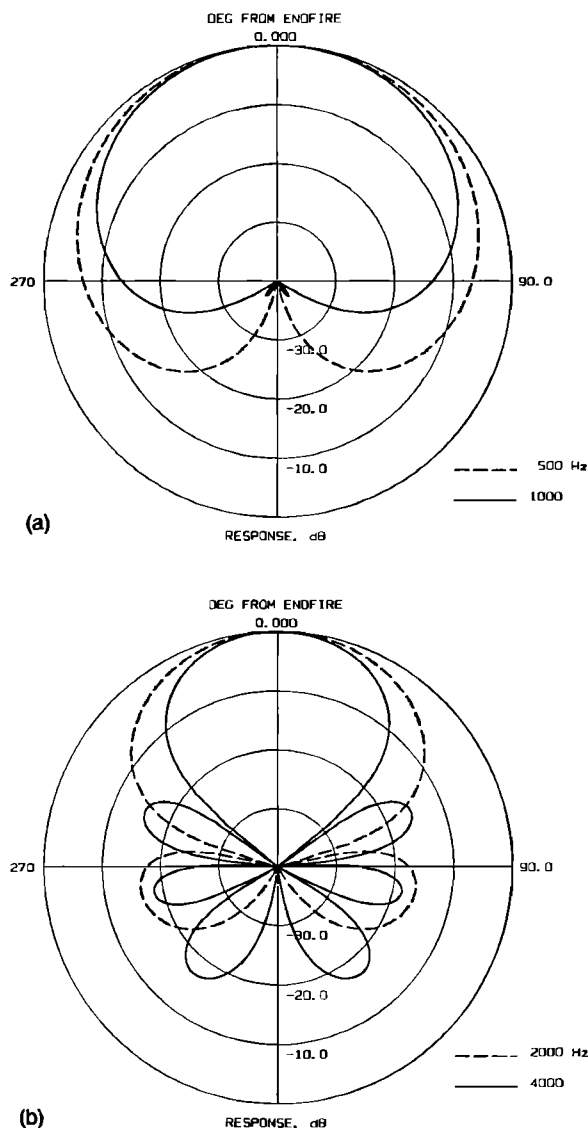 DEG FROM ENDFIRE
0.000
270
90.0
-30.0
-20.0
-10.0
500 Hz
1000
(a)
RESPONSE, dB
DEG FROM ENDFIRE
0.000
270
90.0
-30.0
-20.0
-10.0
2000 Hz
4000
(b)
RESPONSE, dB